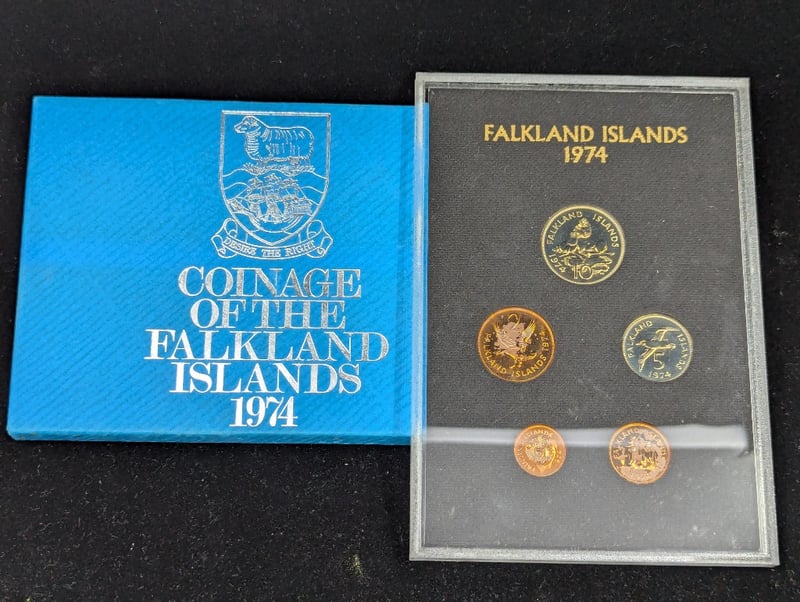 DESIRE THE RIGHT
COINAGE
OF THE
FALKLAND
ISLANDS
1974
FALKLAND ISLANDS
1974
FALKLAND ISLANDS
1974
10
FALKLAND ISLANDS 1974
FALKLAND ISLANDS
5
1974